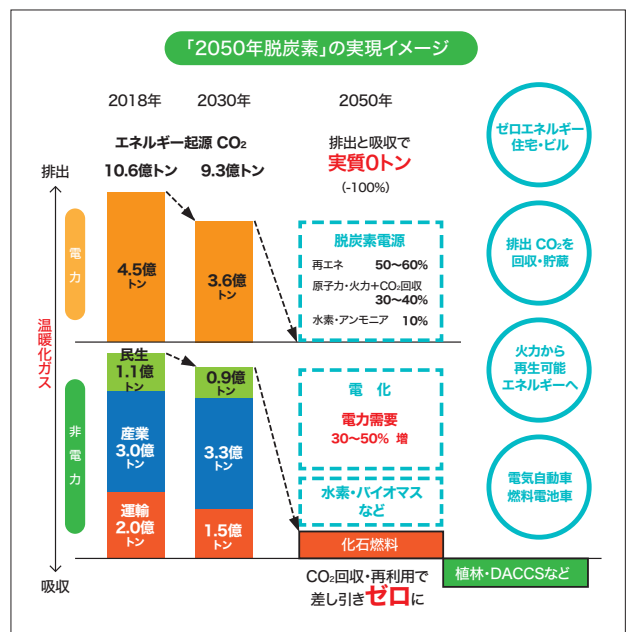 「2050年脱炭素」の実現イメージ
2018年
2030年
2050年
エネルギー起源 CO₂
10.6億トン
9.3億トン
排出と吸収で
実質0トン
(-100%)
排出
温暖化ガス
吸収
電力
4.5億
トン
3.6億
トン
脱炭素電源
再エネ 50〜60%
原子力・火力+CO₂回収
30〜40%
水素・アンモニア 10%
非電力
民生
1.1億
トン
産業
3.0億
トン
運輸
2.0億
トン
0.9億
トン
3.3億
トン
1.5億
トン
電化
電力需要
30〜50% 増
水素・バイオマス
など
化石燃料
CO₂回収・再利用で
差し引きゼロに
植林・DACCSなど
ゼロエネルギー
住宅・ビル
排出 CO₂を
回収・貯蔵
火力から
再生可能
エネルギーへ
電気自動車
燃料電池車